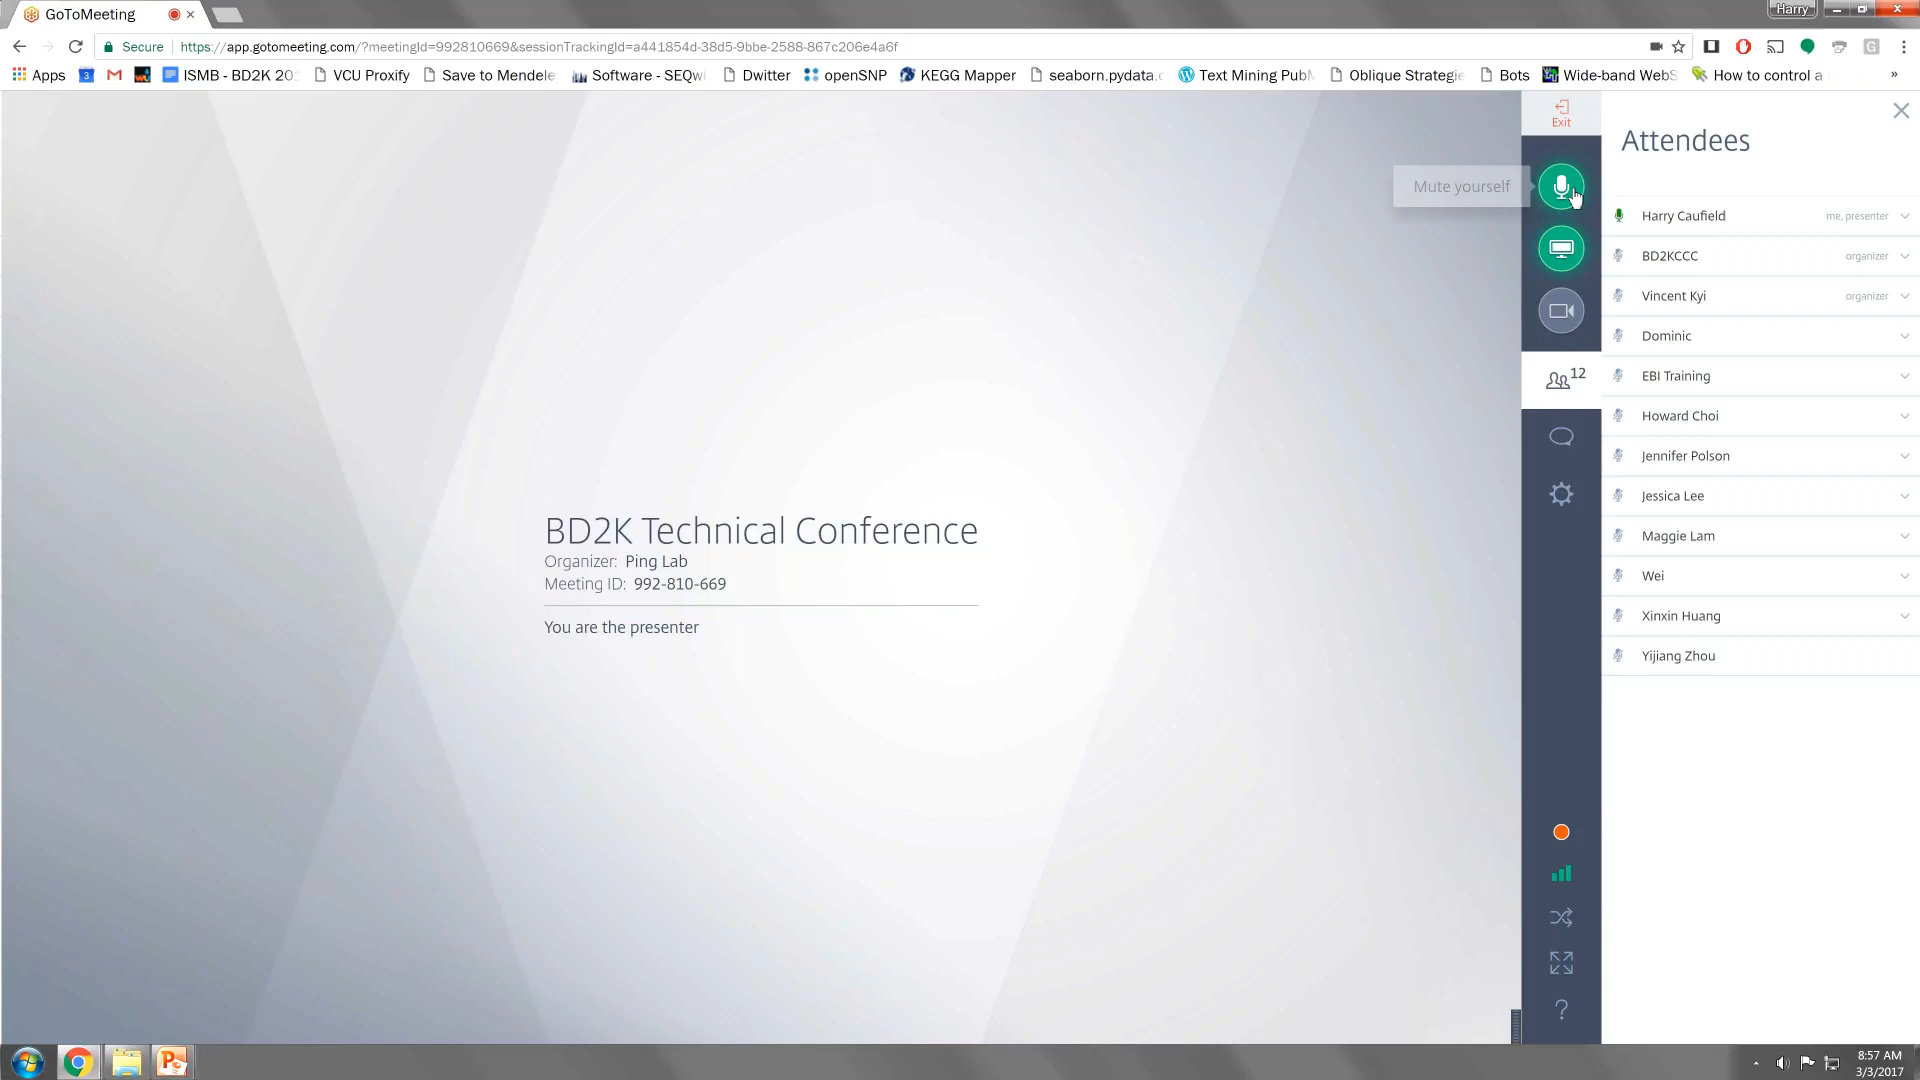 GoToMeeting
Harry
Secure
https://app.gotomeeting.com/?meetingId=992810669&sessionTrackingId=a441854d-38d5-9bbe-2588-867c206e4a6f
G
Apps
3
ISMB - BD2K 20
VCU Proxify
Save to Mendele
Software - SEQwi
Dwitter
openSNP
KEGG Mapper
seaborn.pydata.c
Text Mining PubM
Oblique Strategie
Bots
Wide-band WebS
How to control a
»
Exit
Attendees
Mute yourself
Harry Caufield me, presenter
BD2KCCC organizer
Vincent Kyi organizer
Dominic
12
EBI Training
Howard Choi
Jennifer Polson
Jessica Lee
Maggie Lam
Wei
Xinxin Huang
Yijiang Zhou
BD2K Technical Conference
Organizer: Ping Lab
Meeting ID: 992-810-669
You are the presenter
?
8:57 AM
3/3/2017